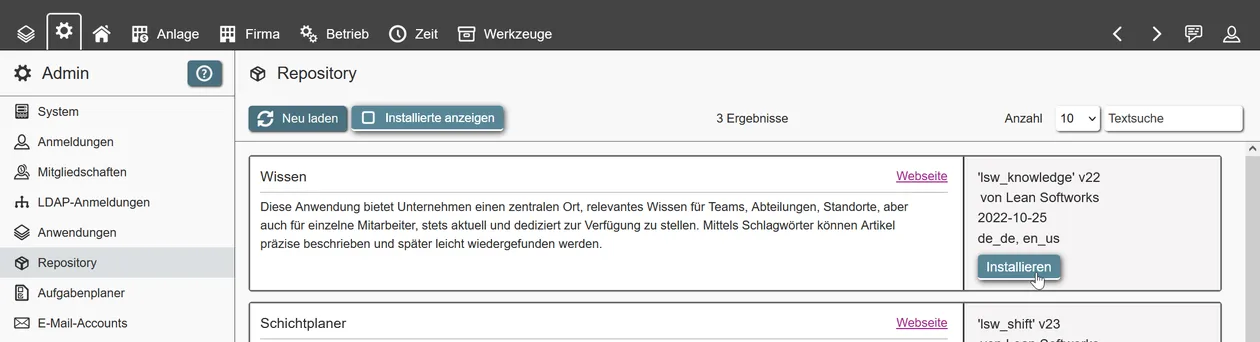 Anlage Firma Betrieb Zeit Werkzeuge
Admin ?
Repository
System
Anmeldungen
Mitgliedschaften
LDAP-Anmeldungen
Anwendungen
Repository
Aufgabenplaner
E-Mail-Accounts
Neu laden Installierte anzeigen 3 Ergebnisse Anzahl 10 Textsuche
Wissen Webseite
Diese Anwendung bietet Unternehmen einen zentralen Ort, relevantes Wissen für Teams, Abteilungen, Standorte, aber
auch für einzelne Mitarbeiter, stets aktuell und dediziert zur Verfügung zu stellen. Mittels Schlagwörter können Artikel
präzise beschrieben und später leicht wiedergefunden werden.
'lsw_knowledge' v22
von Lean Softworks
2022-10-25
de_de, en_us
Installieren
Schichtplaner Webseite
'lsw_shift' v23
von Lean Softworks